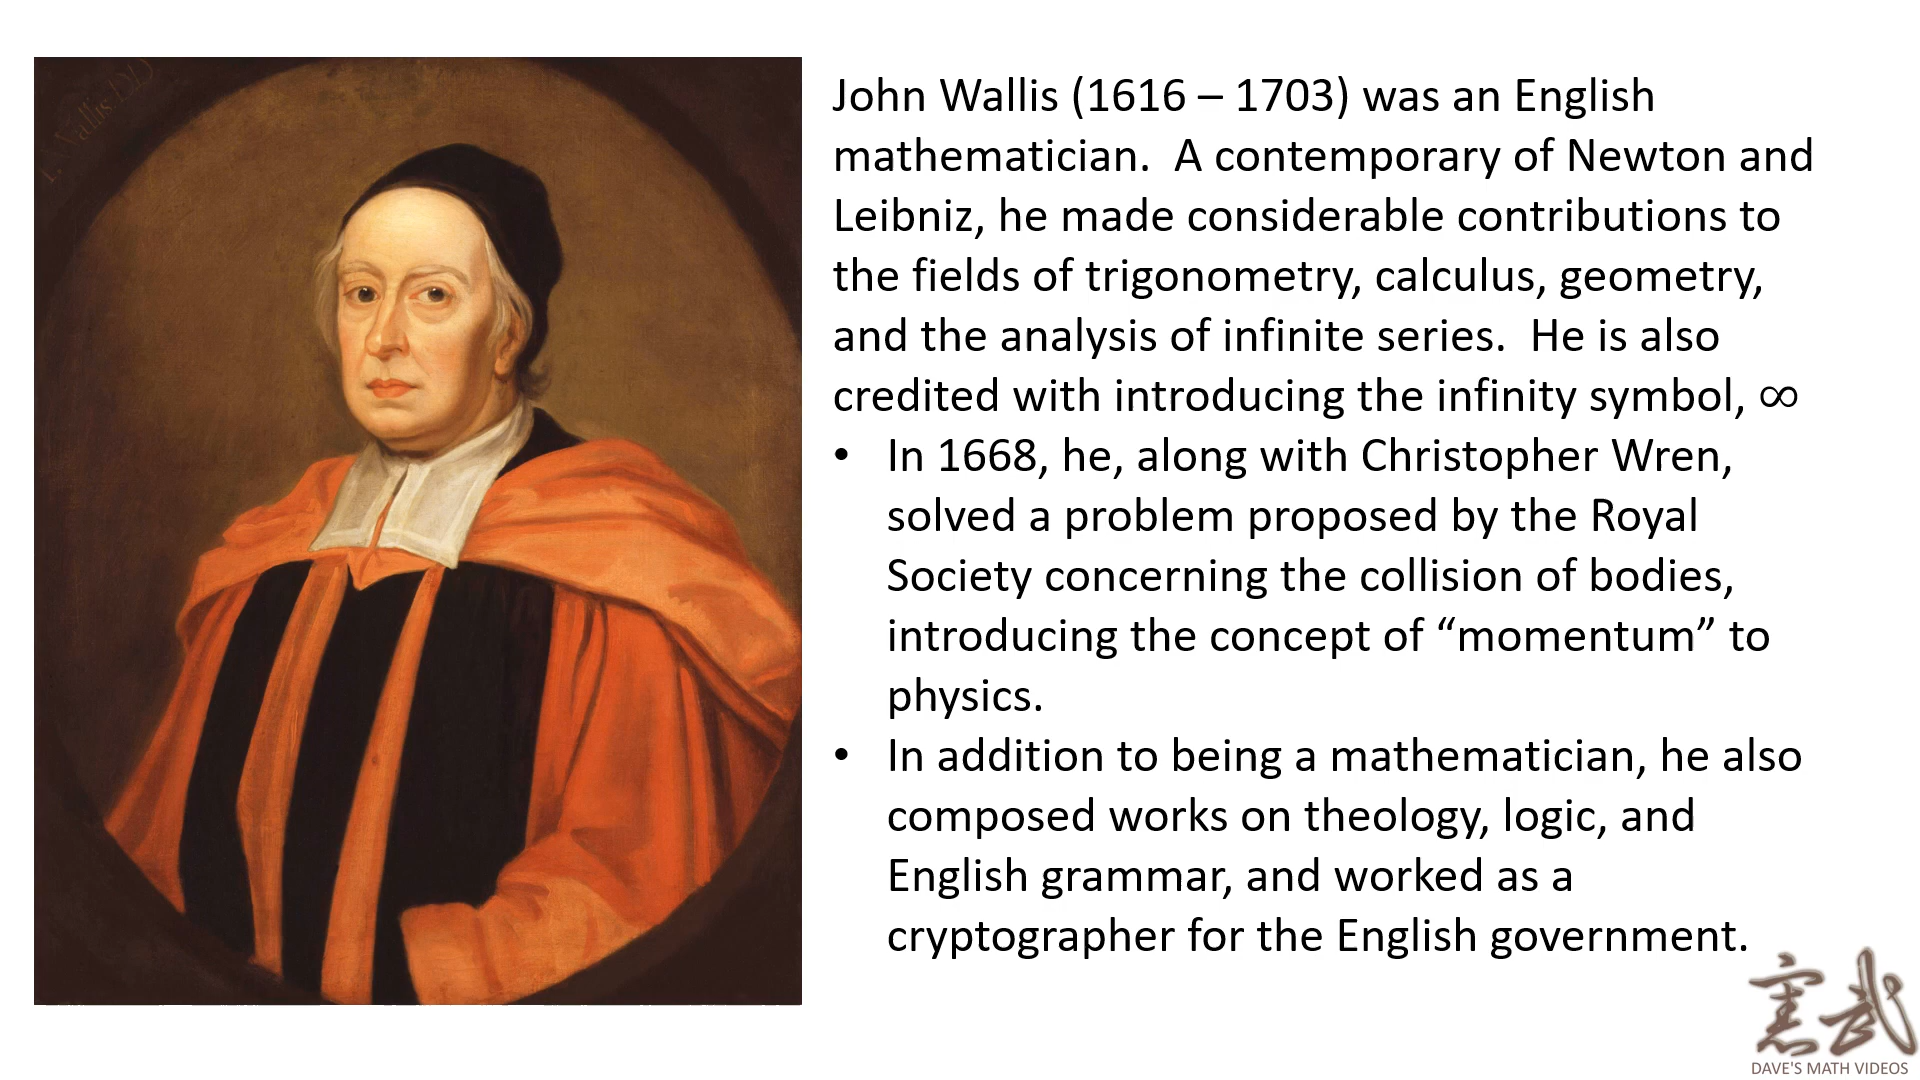 J. Wallis DD
John Wallis (1616 – 1703) was an English
mathematician.  A contemporary of Newton and
Leibniz, he made considerable contributions to
the fields of trigonometry, calculus, geometry,
and the analysis of infinite series.  He is also
credited with introducing the infinity symbol, ∞
• In 1668, he, along with Christopher Wren,
solved a problem proposed by the Royal
Society concerning the collision of bodies,
introducing the concept of “momentum” to
physics.
• In addition to being a mathematician, he also
composed works on theology, logic, and
English grammar, and worked as a
cryptographer for the English government.
憲武
DAVE'S MATH VIDEOS